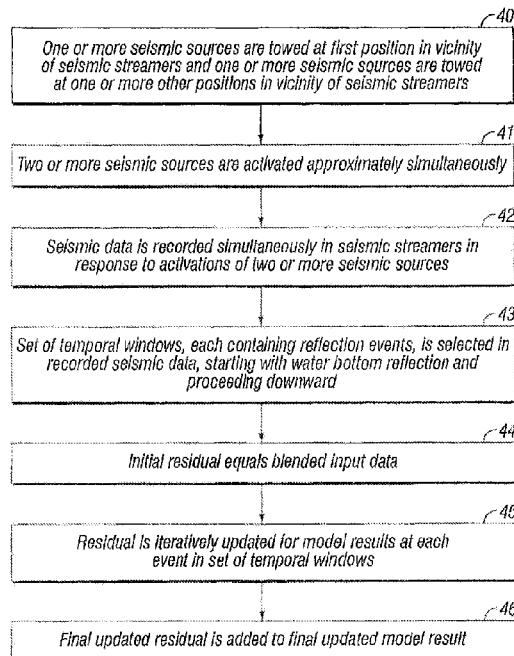 40
One or more seismic sources are towed at first position in vicinity
of seismic streamers and one or more seismic sources are towed
at one or more other positions in vicinity of seismic streamers
41
Two or more seismic sources are activated approximately simultaneously
42
Seismic data is recorded simultaneously in seismic streamers in
response to activations of two or more seismic sources
43
Set of temporal windows, each containing reflection events, is selected in
recorded seismic data, starting with water bottom reflection and
proceeding downward
44
Initial residual equals blended input data
45
Residual is iteratively updated for model results at each
event in set of temporal windows
46
Final updated residual is added to final updated model result